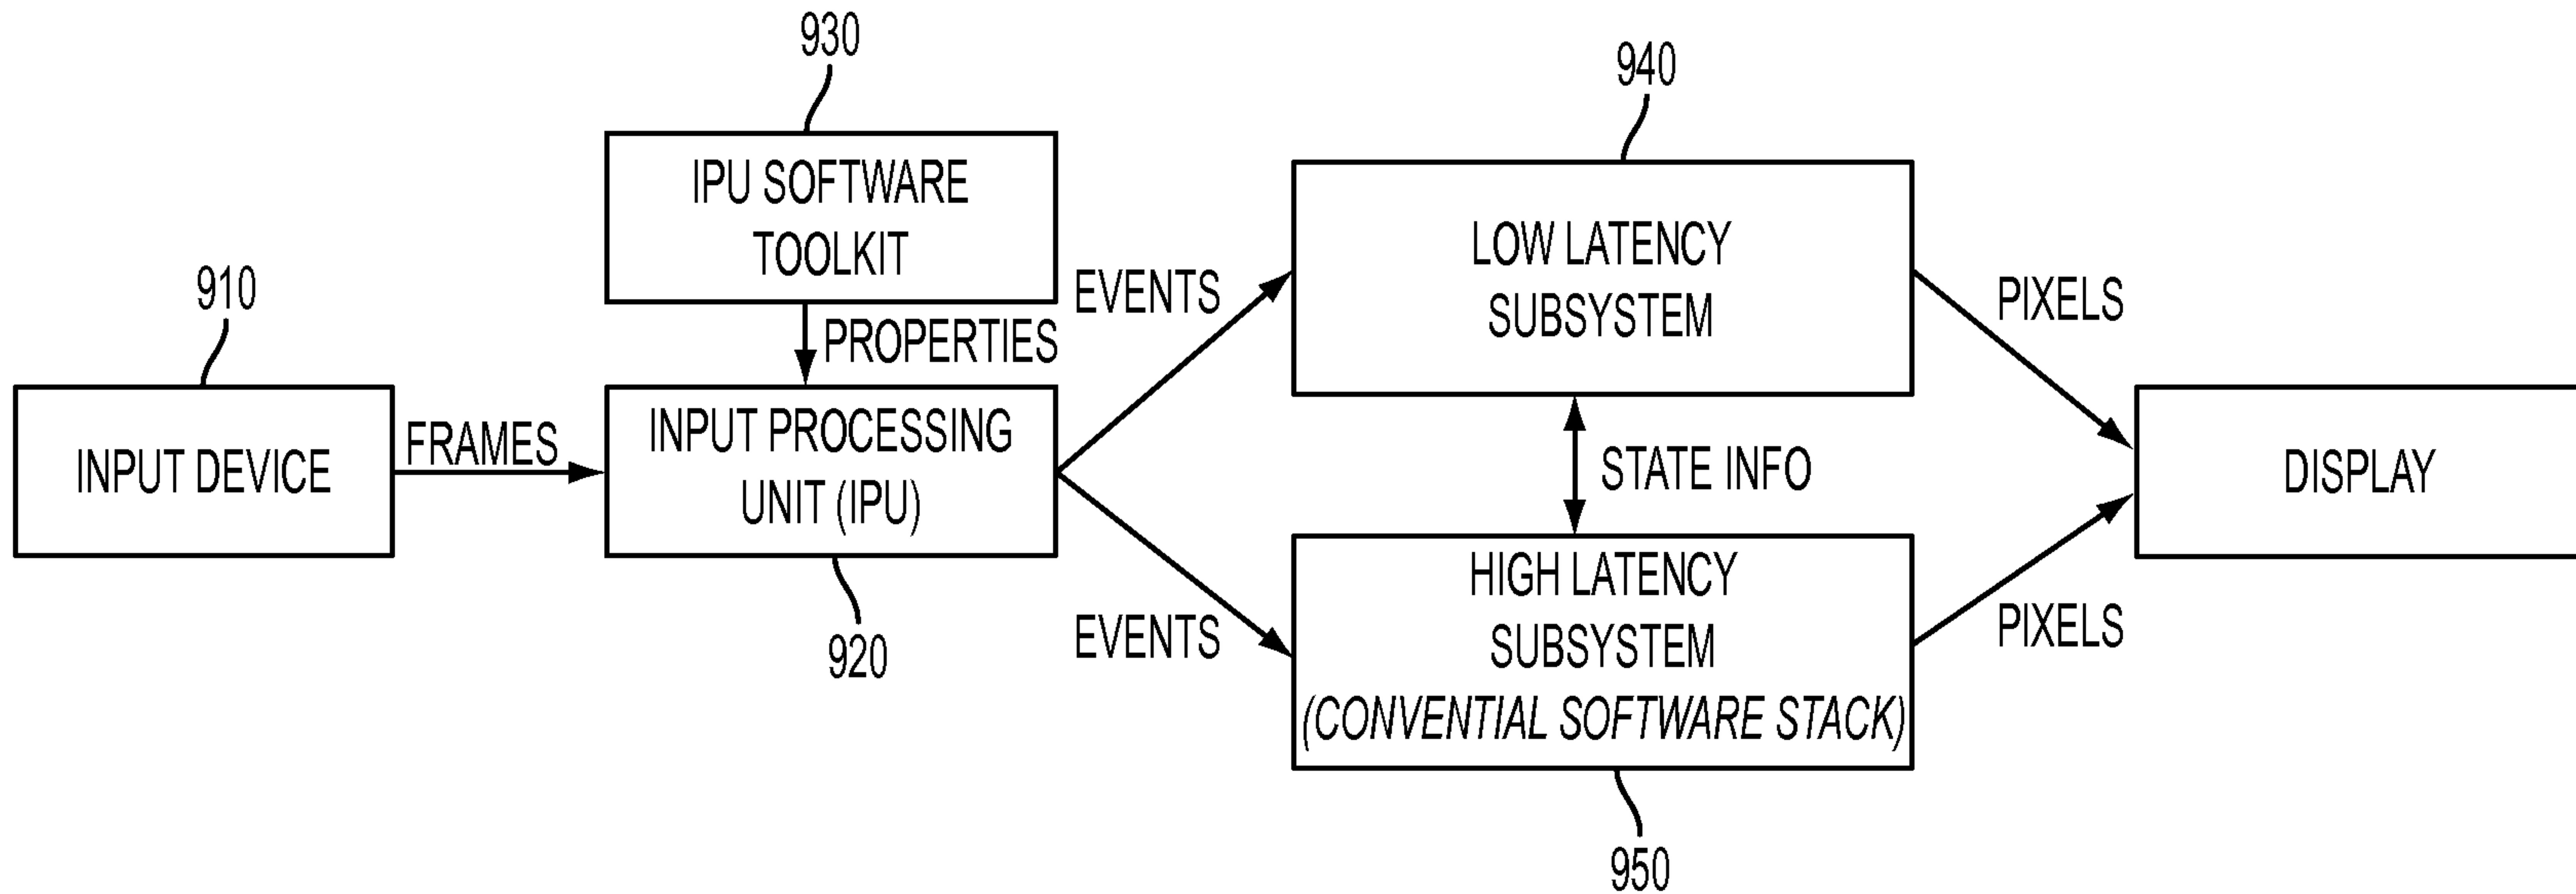 930
940
IPU SOFTWARE
TOOLKIT
LOW LATENCY
SUBSYSTEM
910
EVENTS
PIXELS
PROPERTIES
INPUT DEVICE
FRAMES
INPUT PROCESSING
UNIT (IPU)
STATE INFO
DISPLAY
920
EVENTS
HIGH LATENCY
SUBSYSTEM
(CONVENTIAL SOFTWARE STACK)
PIXELS
950